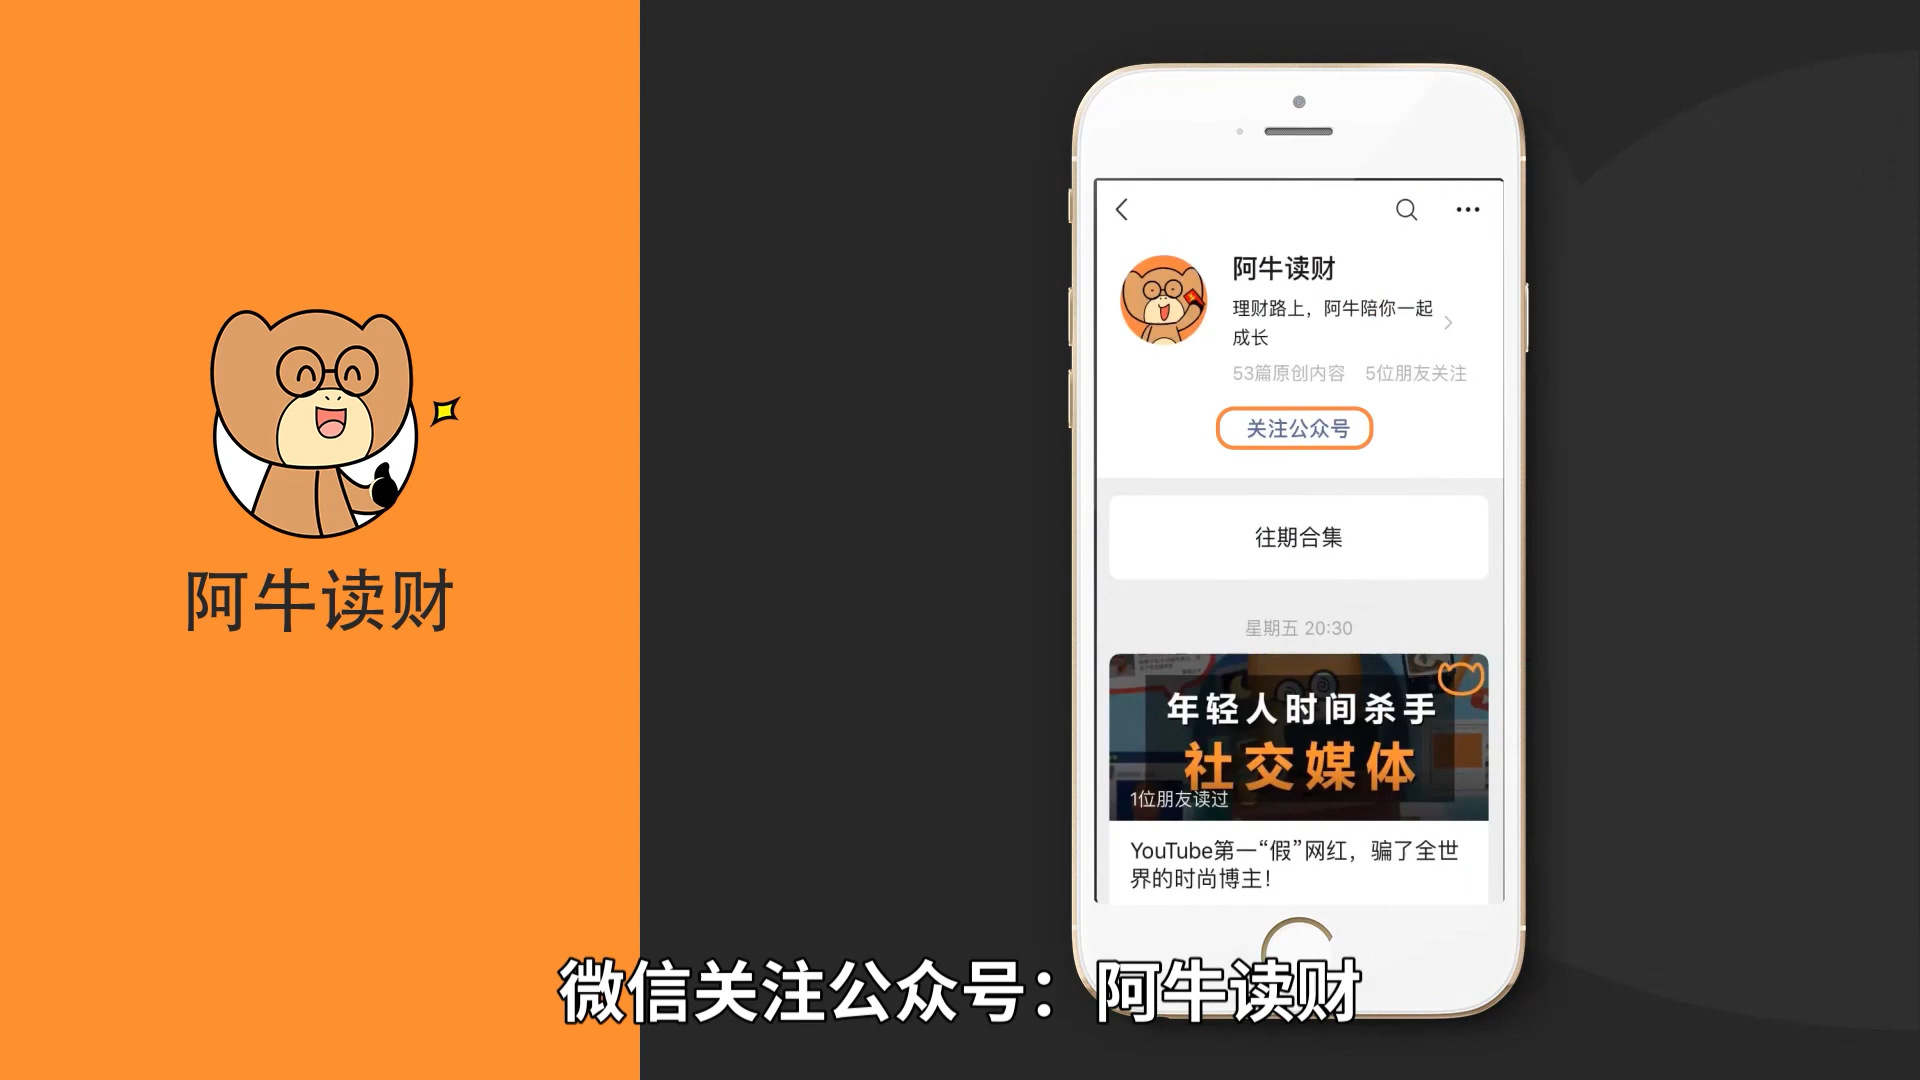 阿牛读财
阿牛读财
理财路上，阿牛陪你一起
成长
53篇原创内容 5位朋友关注
关注公众号
往期合集
星期五 20:30
年轻人时间杀手
社交媒体
1位朋友读过
YouTube第一“假”网红，骗了全世
界的时尚博主！
微信关注公众号：阿牛读财